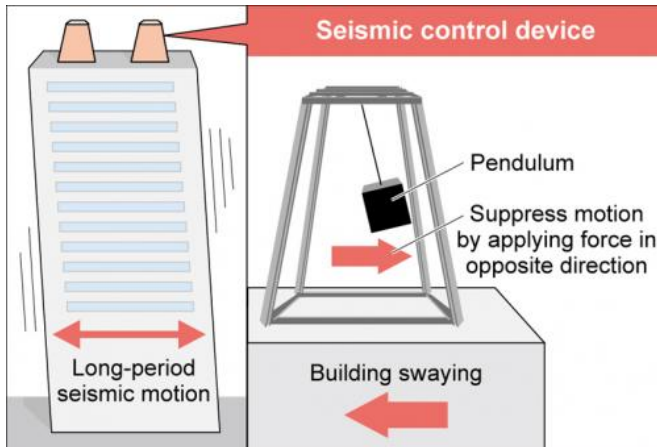 Seismic control device
Pendulum
Suppress motion
by applying force in
opposite direction
Long-period
seismic motion
Building swaying